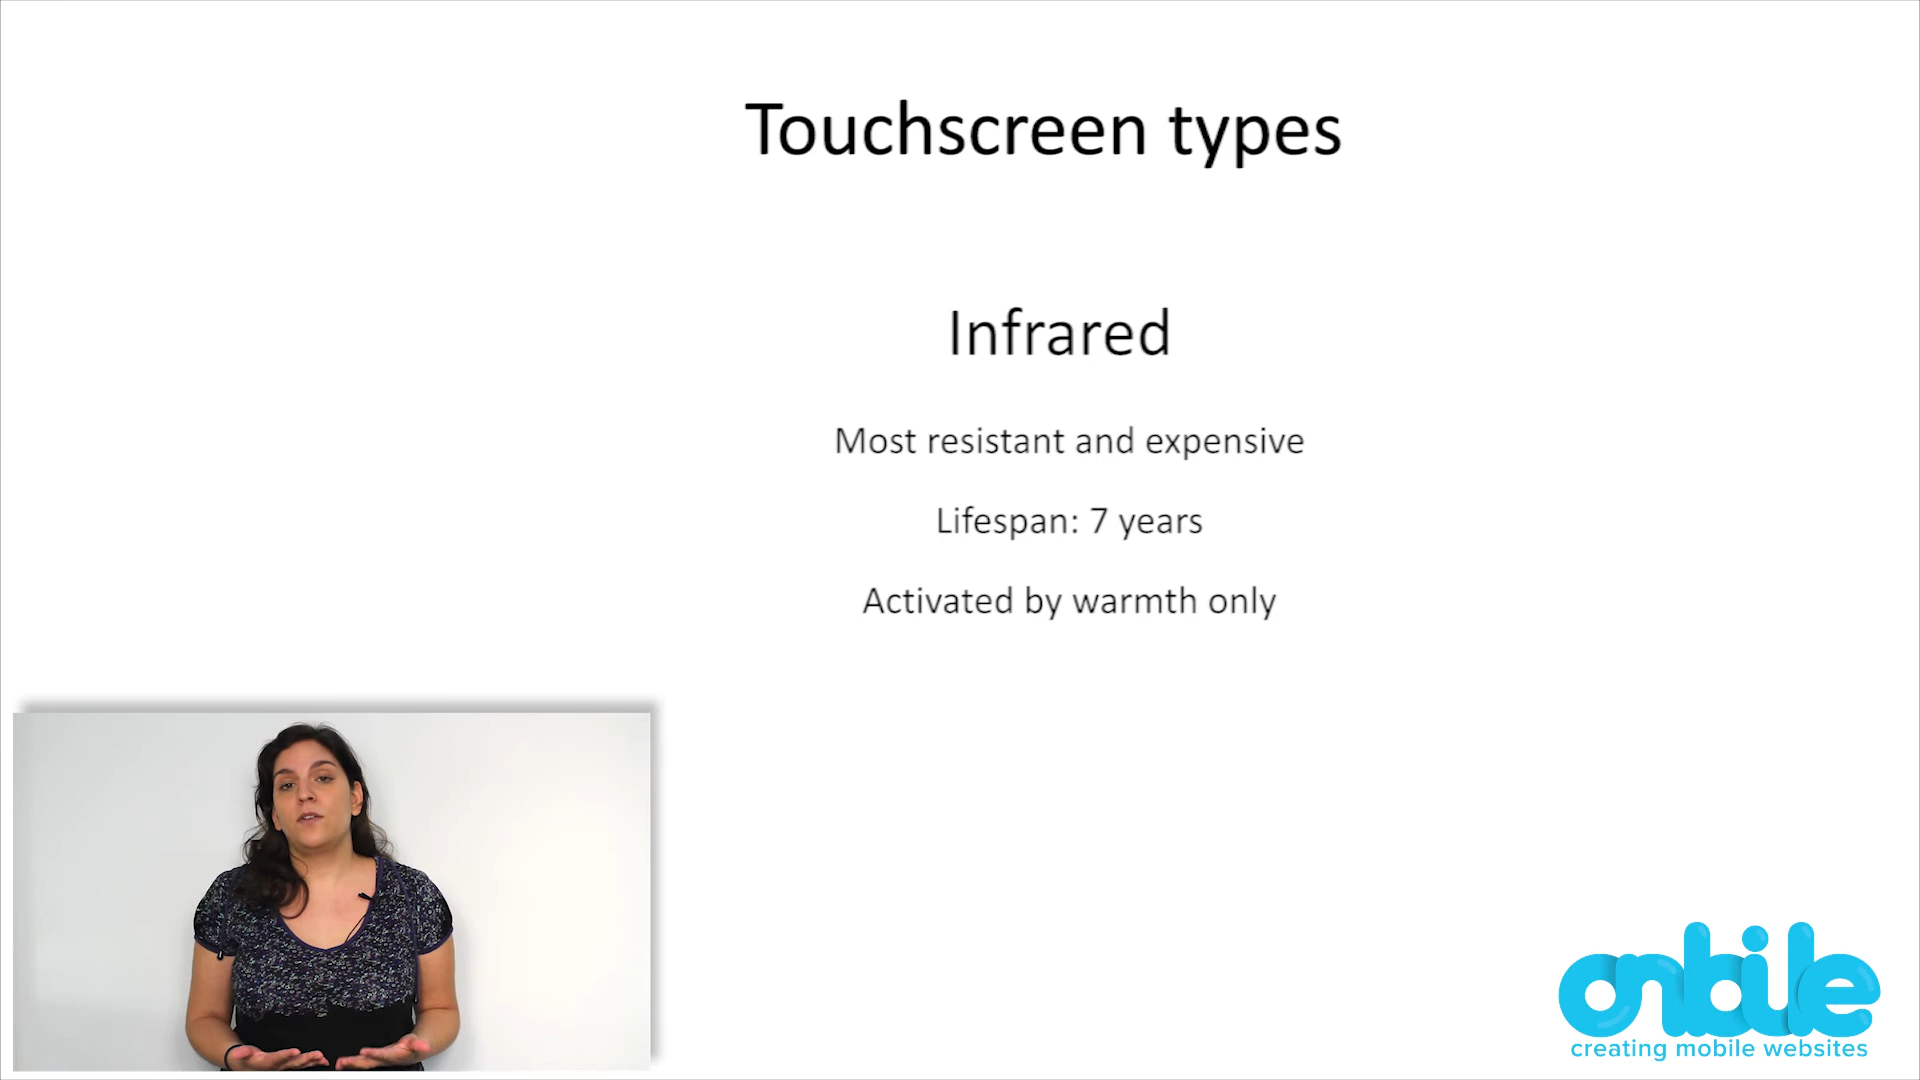 Touchscreen types
Infrared
Most resistant and expensive
Lifespan: 7 years
Activated by warmth only
onbile
creating mobile websites